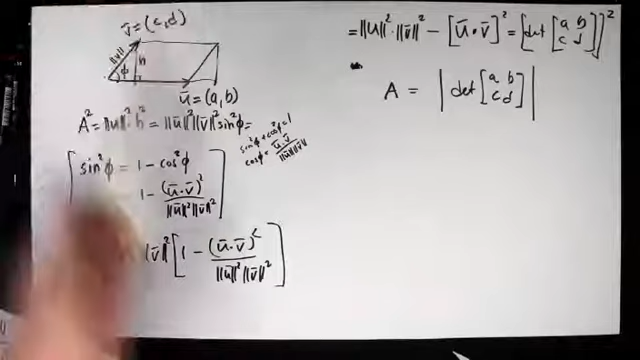 v̄ = (c, d)
‖v‖
h
ϕ
ū = (a, b)
A² = ‖u‖²·h² = ‖ū‖²‖v̄‖² sin²ϕ =
sin²ϕ + cos²ϕ = 1
cosϕ = ū·v̄ / ‖ū‖‖v̄‖
sin²ϕ = 1 − cos²ϕ
1 − (ū·v̄)² / ‖ū‖²‖v̄‖²
‖v̄‖² [1 − (ū·v̄)² / ‖ū‖²‖v̄‖²]
= ‖u‖²·‖v̄‖² − [ū•v̄]² = [det [a b
c d]]²
A = |det [a b
c d]|